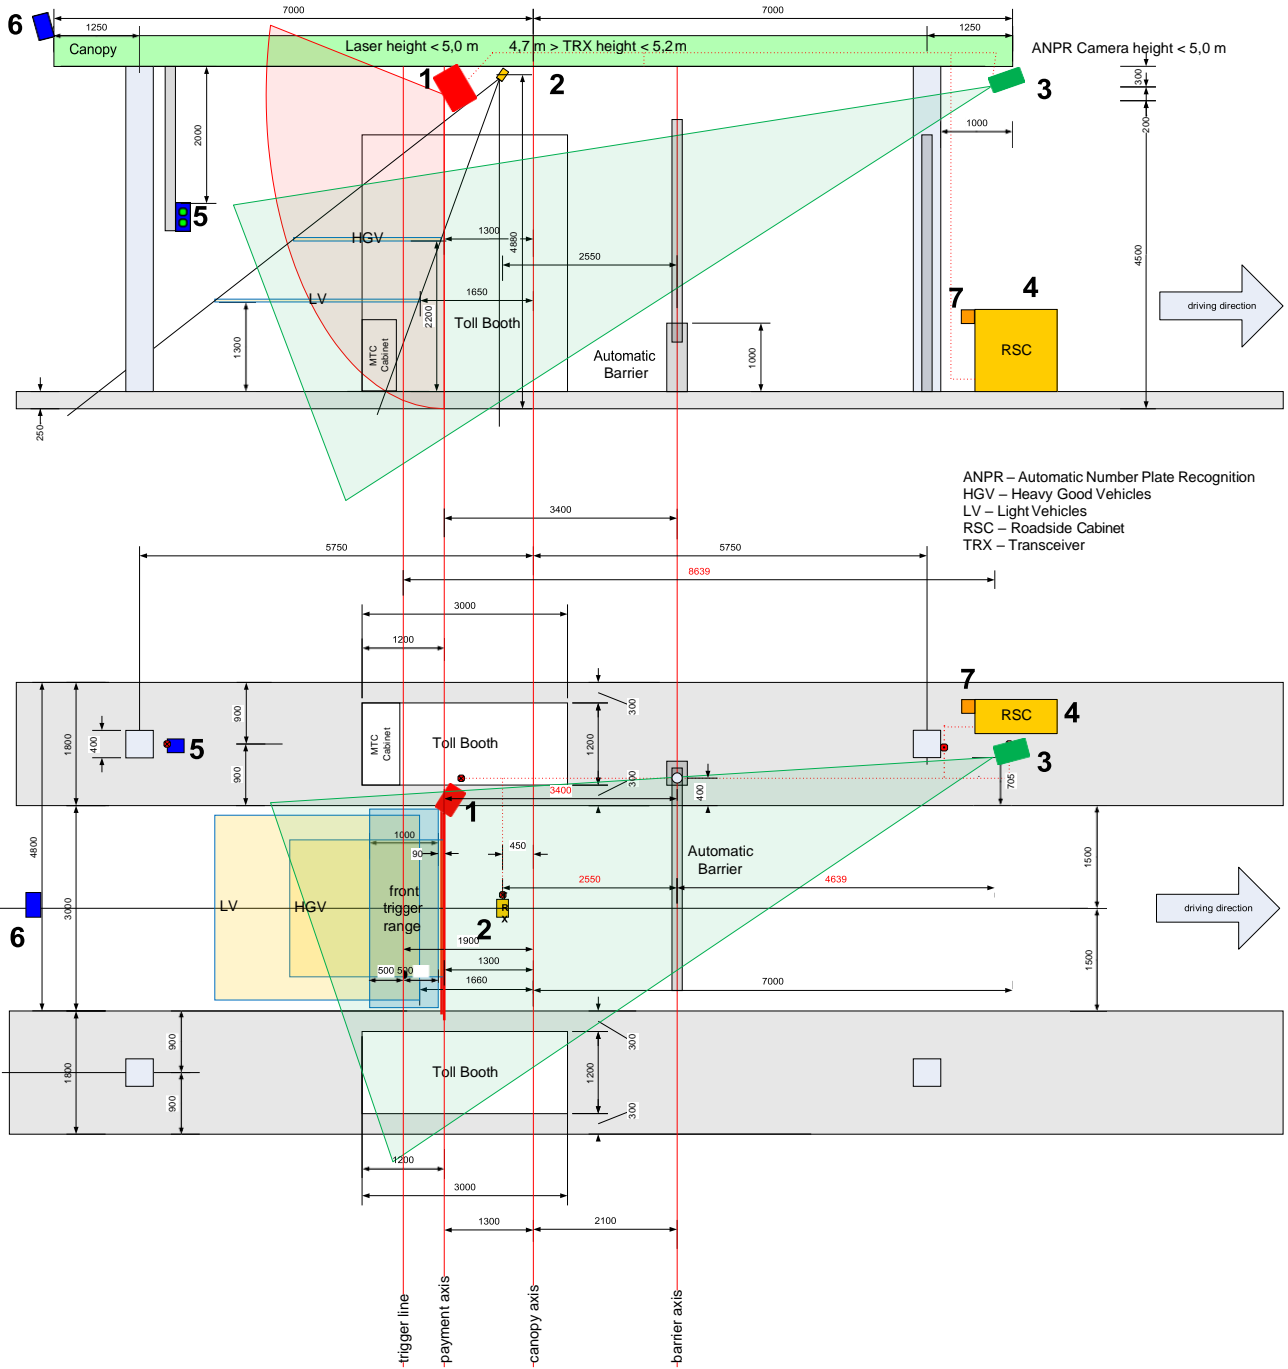 6
7000
7000
1250
1250
Canopy
Laser height < 5,0 m
4,7 m > TRX height < 5,2 m
ANPR Camera height < 5,0 m
1
2
3
300
200
1000
2000
5
HGV
1300
4880
2550
4500
LV
1650
2200
1300
Toll Booth
MTC
Cabinet
Automatic
Barrier
1000
7
4
RSC
driving direction
250
ANPR – Automatic Number Plate Recognition
HGV – Heavy Good Vehicles
LV – Light Vehicles
RSC – Roadside Cabinet
TRX – Transceiver
3400
5750
5750
8639
3000
1200
7
4
RSC
300
900
1800
400
5
MTC
Cabinet
Toll Booth
1200
3
900
300
705
3400
400
1
4800
1000
450
90
Automatic
Barrier
1500
front
trigger
range
2550
4639
LV
HGV
R
x
2
driving direction
3000
6
1900
1300
500
500
1660
7000
1500
900
300
1800
Toll Booth
1200
900
300
1200
3000
1300
2100
trigger line
payment axis
canopy axis
barrier axis